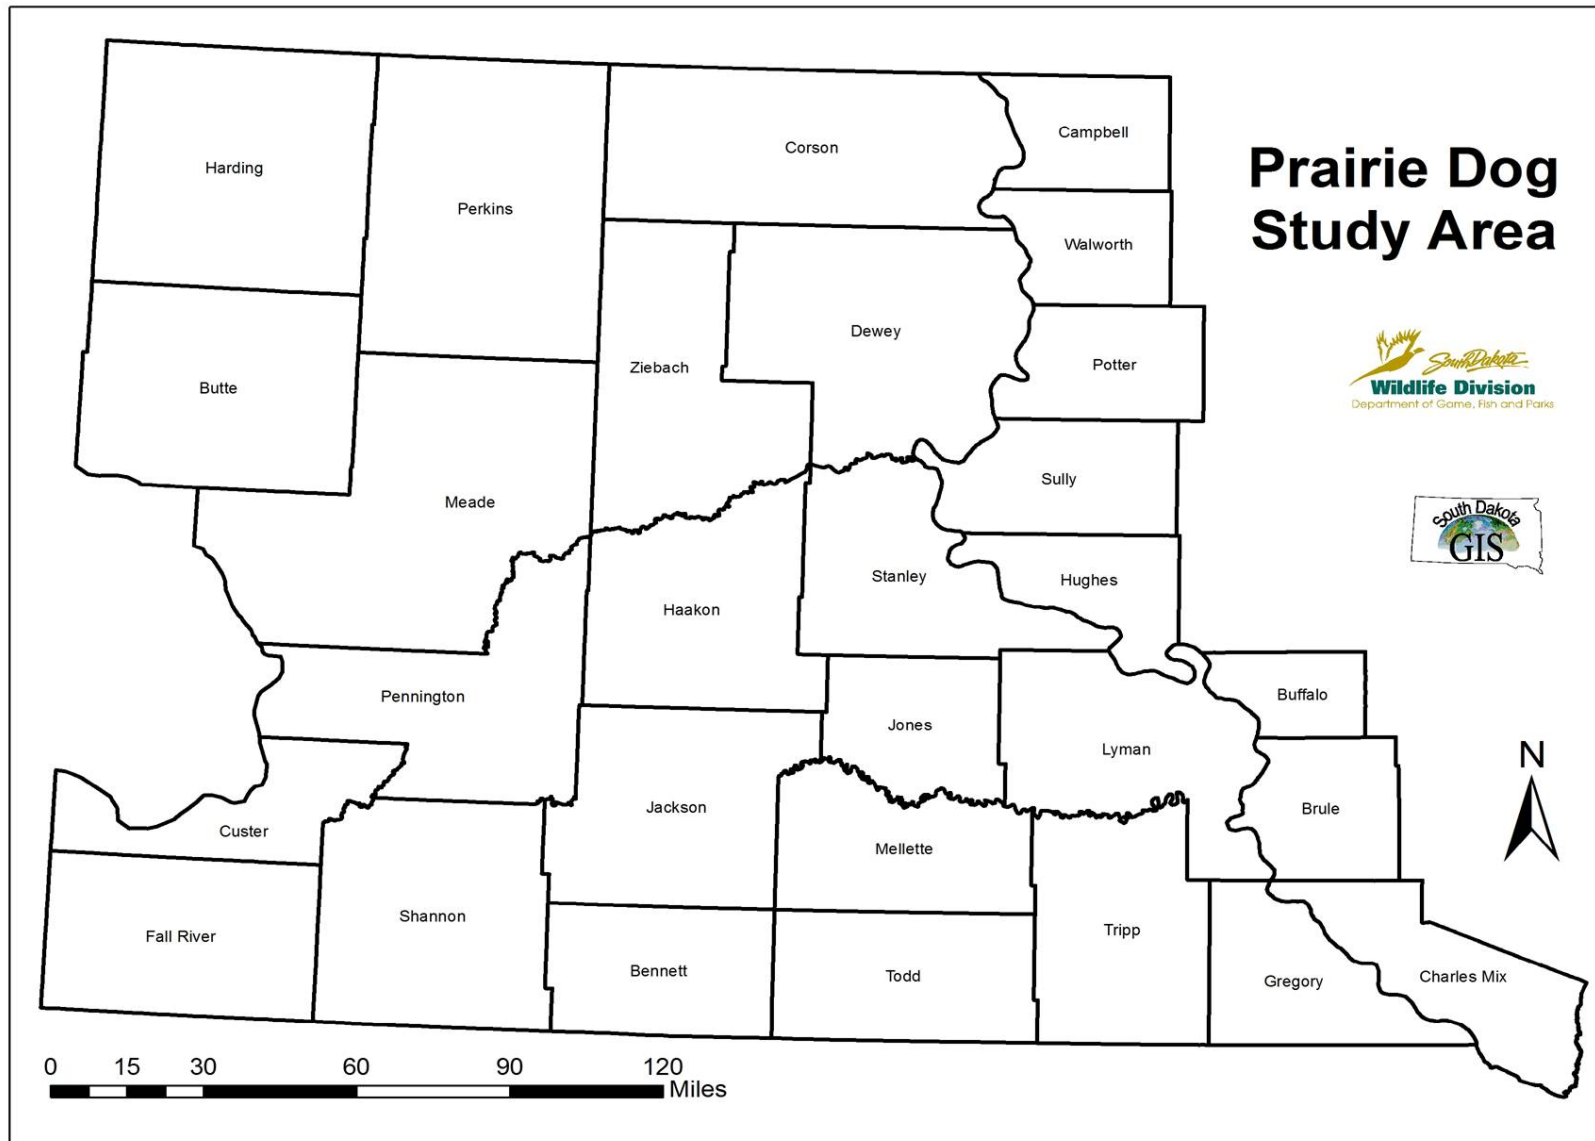 Prairie Dog
Study Area
Harding
Perkins
Corson
Campbell
Walworth
Butte
Ziebach
Dewey
Potter
Meade
Sully
Haakon
Stanley
Hughes
Pennington
Jones
Lyman
Buffalo
Custer
Jackson
Mellette
Brule
Fall River
Shannon
Bennett
Todd
Tripp
Gregory
Charles Mix
South Dakota
Wildlife Division
Department of Game, Fish and Parks
South Dakota
GIS
N
0 15 30 60 90 120
Miles